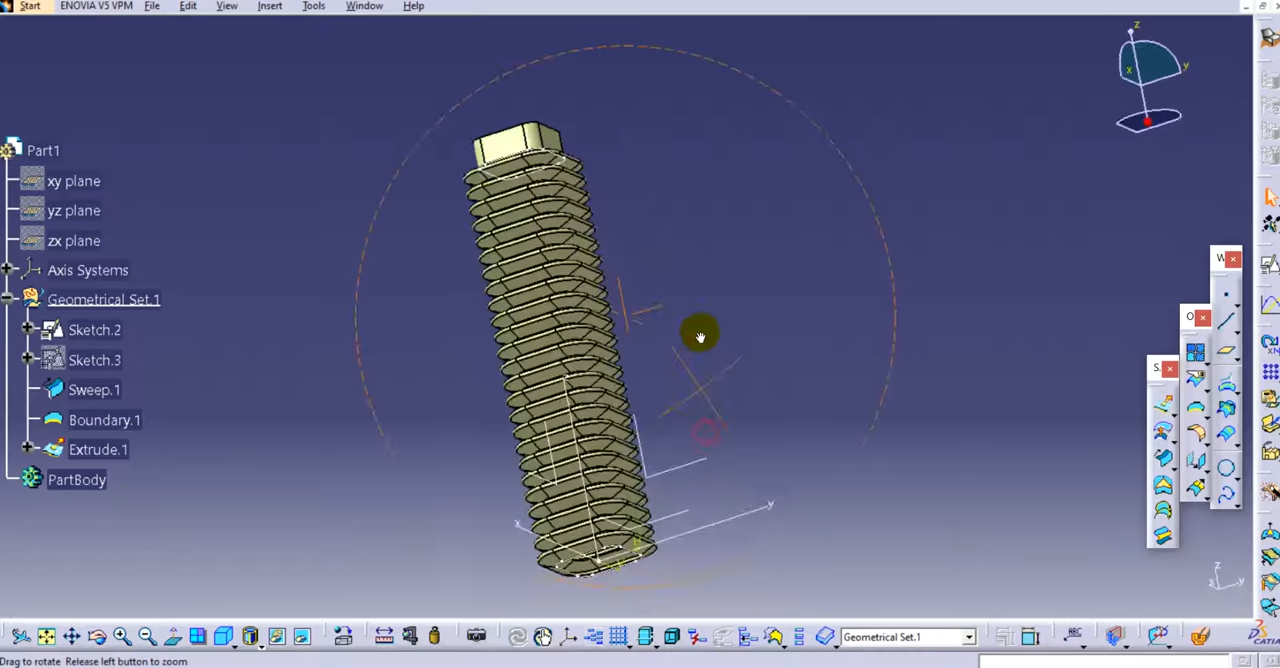 Start ENOVIA V5 VPM File Edit View Insert Tools Window Help
z
x
y
Part1
xy plane
yz plane
zx plane
W
Axis Systems
Geometrical Set.1
O
Sketch.2
Sketch.3
S.
Sweep.1
Boundary.1
Extrude.1
PartBody
x
y
z
x y
Geometrical Set.1
ABC
CATIA
Drag to rotate Release left button to zoom